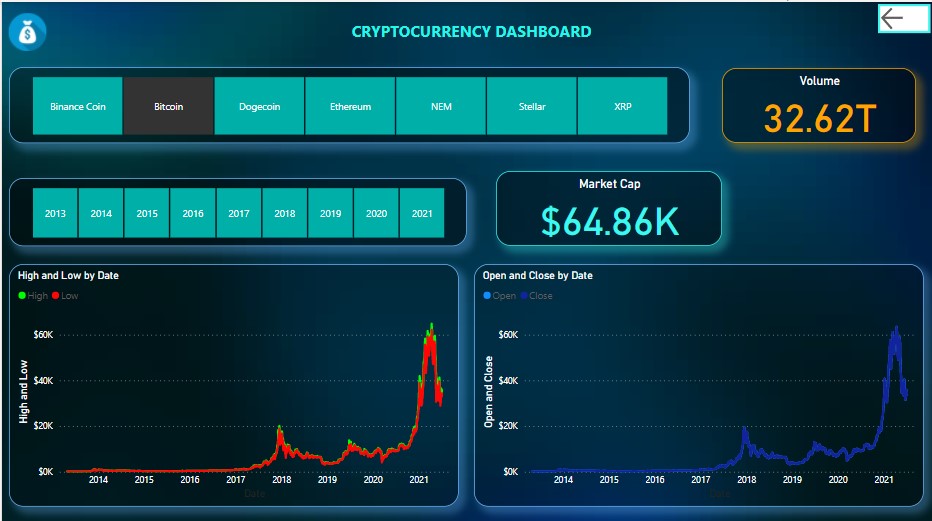 CRYPTOCURRENCY DASHBOARD
Binance Coin Bitcoin Dogecoin Ethereum NEM Stellar XRP
Volume
32.62T
2013 2014 2015 2016 2017 2018 2019 2020 2021
Market Cap
$64.86K
High and Low by Date
High Low
High and Low
$60K
$40K
$20K
$0K
2014 2015 2016 2017 2018 2019 2020 2021
Date
Open and Close by Date
Open Close
Open and Close
$60K
$40K
$20K
$0K
2014 2015 2016 2017 2018 2019 2020 2021
Date